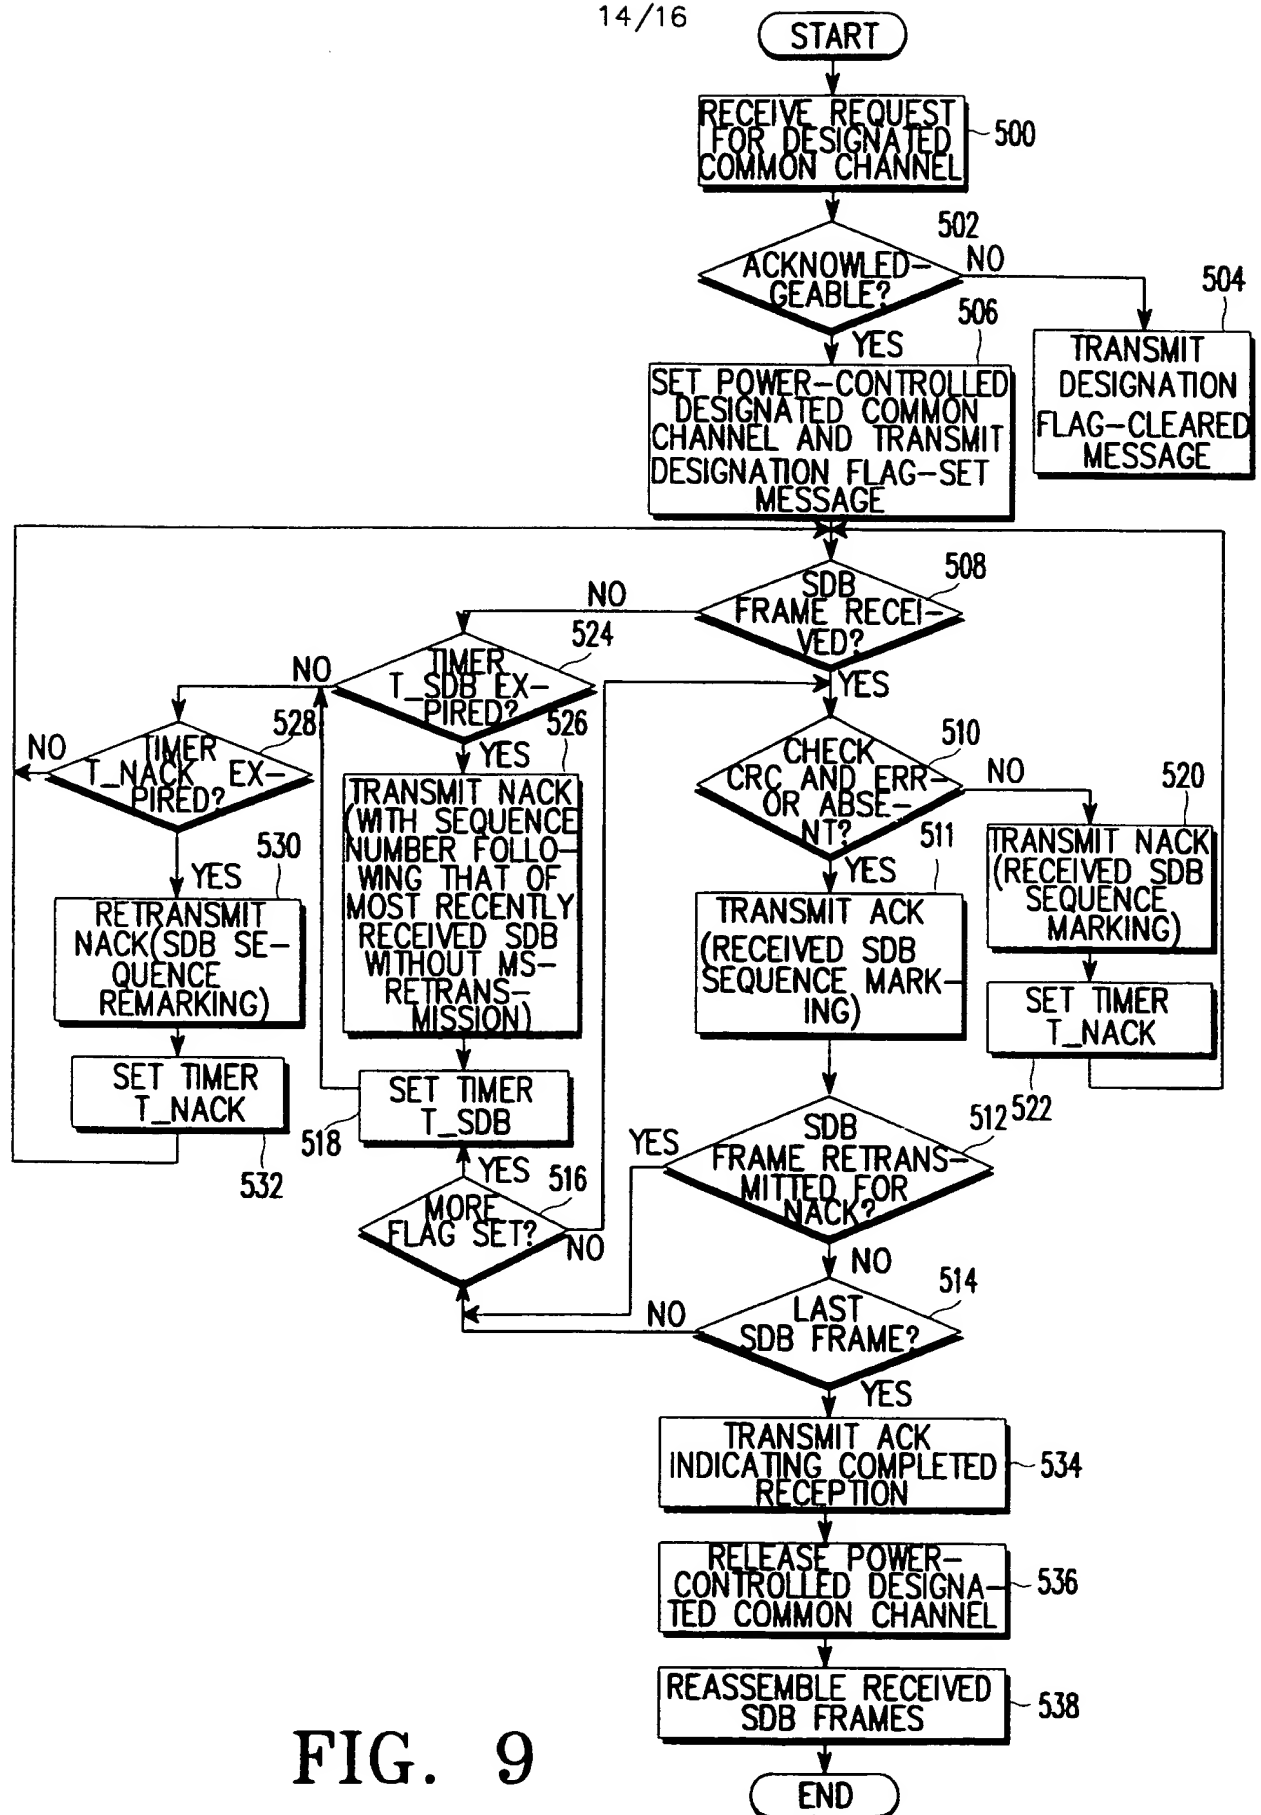 14/16
START
RECEIVE REQUEST
FOR DESIGNATED
COMMON CHANNEL
500
502
ACKNOWLED-
GEABLE?
NO
504
TRANSMIT
DESIGNATION
FLAG-CLEARED
MESSAGE
YES
506
SET POWER-CONTROLLED
DESIGNATED COMMON
CHANNEL AND TRANSMIT
DESIGNATION FLAG-SET
MESSAGE
508
SDB
FRAME RECEI-
VED?
NO
YES
524
TIMER
T_SDB EX-
PIRED?
NO
YES
526
528
TIMER
T_NACK EX-
PIRED?
NO
YES
TRANSMIT NACK
(WITH SEQUENCE
NUMBER FOLLO-
WING THAT OF
MOST RECENTLY
RECEIVED SDB
WITHOUT MS-
RETRANS-
MISSION)
510
CHECK
CRC AND ERR-
OR ABSE-
NT?
NO
YES
520
TRANSMIT NACK
(RECEIVED SDB
SEQUENCE
MARKING)
511
TRANSMIT ACK
(RECEIVED SDB
SEQUENCE MARK-
ING)
530
RETRANSMIT
NACK(SDB SE-
QUENCE
REMARKING)
SET TIMER
T_NACK
522
SET TIMER
T_NACK
532
SET TIMER
T_SDB
518
YES
516
MORE
FLAG SET?
NO
512
SDB
FRAME RETRANS-
MITTED FOR
NACK?
YES
NO
514
LAST
SDB FRAME?
NO
YES
TRANSMIT ACK
INDICATING COMPLETED
RECEPTION
534
RELEASE POWER-
CONTROLLED DESIGNA-
TED COMMON CHANNEL
536
REASSEMBLE RECEIVED
SDB FRAMES
538
END
FIG. 9